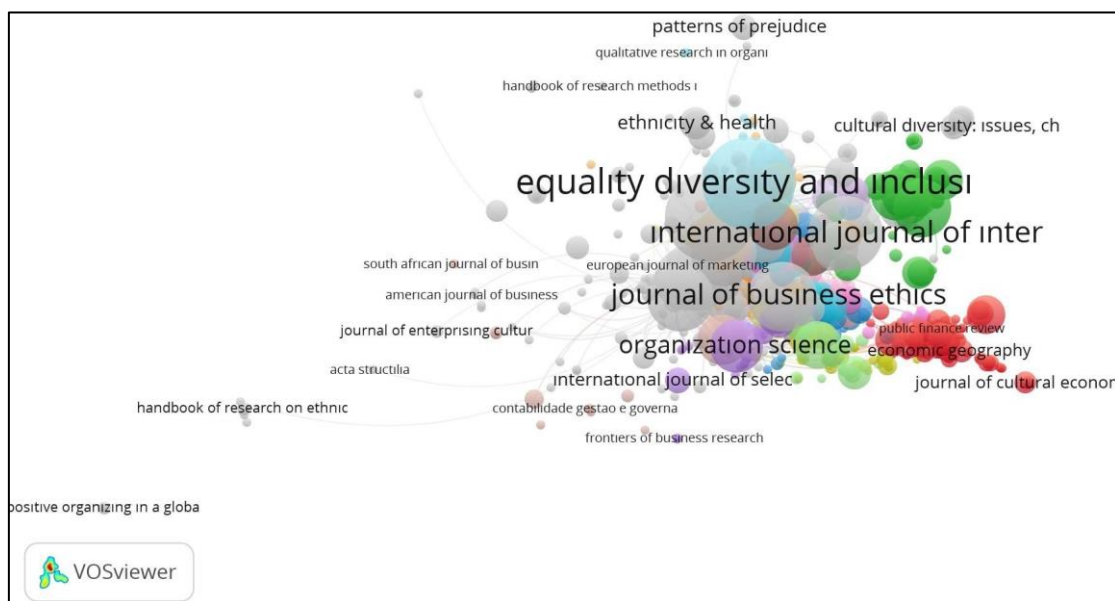 patterns of prejudice
qualitative research in organi
handbook of research methods i
ethnicity & health
cultural diversity: issues, ch
equality diversity and inclusi
international journal of inter
south african journal of busin
european journal of marketing
american journal of business
journal of business ethics
journal of enterprising cultur
public finance review
organization science
economic geography
acta structilia
international journal of selec
journal of cultural econom
handbook of research on ethnic
contabilidade gestao e governa
frontiers of business research
positive organizing in a globa
VOSviewer